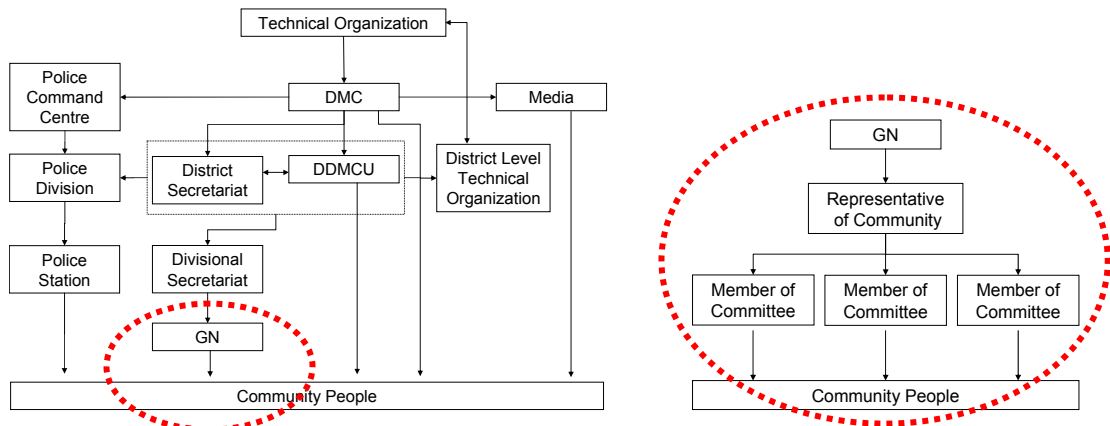 Technical Organization
Police
Command
Centre
DMC
Media
Police
Division
District
Secretariat
DDMCU
District Level
Technical
Organization
Police
Station
Divisional
Secretariat
GN
Community People
GN
Representative
of Community
Member of
Committee
Member of
Committee
Member of
Committee
Community People